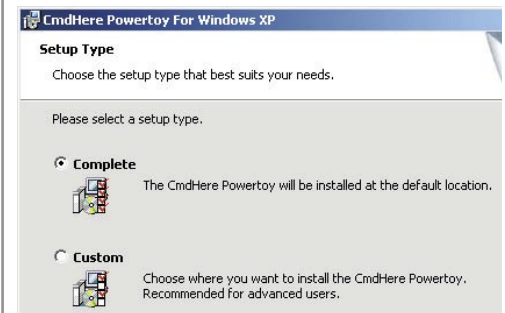 CmdHere Powertoy For Windows XP
Setup Type
Choose the setup type that best suits your needs.
Please select a setup type.
Complete
The CmdHere Powertoy will be installed at the default location.
Custom
Choose where you want to install the CmdHere Powertoy.
Recommended for advanced users.